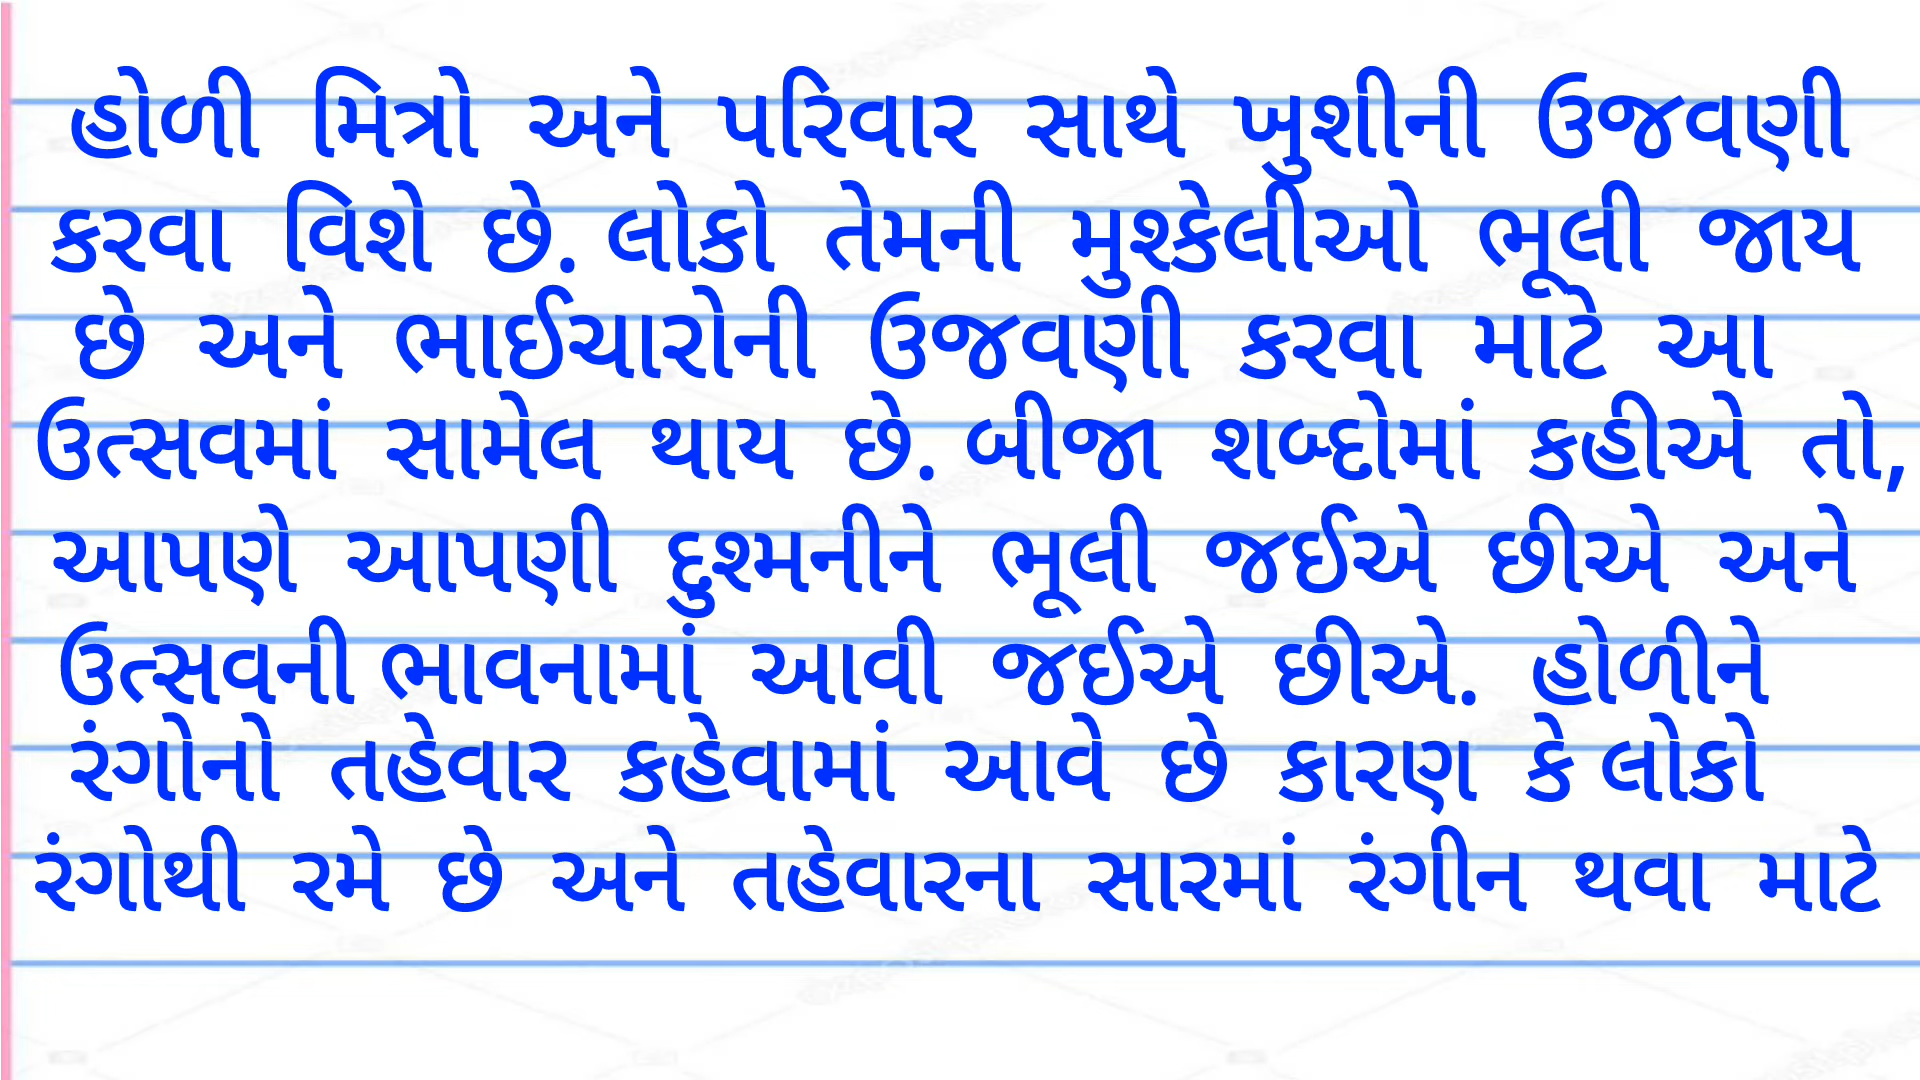 હોળી મિત્રો અને પરિવાર સાથે ખુશીની ઉજવણી
કરવા વિશે છે. લોકો તેમની મુશ્કેલીઓ ભૂલી જાય
છે અને ભાઈચારોની ઉજવણી કરવા માટે આ
ઉત્સવમાં સામેલ થાય છે. બીજા શબ્દોમાં કહીએ તો,
આપણે આપણી દુશ્મનીને ભૂલી જઈએ છીએ અને
ઉત્સવની ભાવનામાં આવી જઈએ છીએ. હોળીને
રંગોનો તહેવાર કહેવામાં આવે છે કારણ કે લોકો
રંગોથી રમે છે અને તહેવારના સારમાં રંગીન થવા માટે